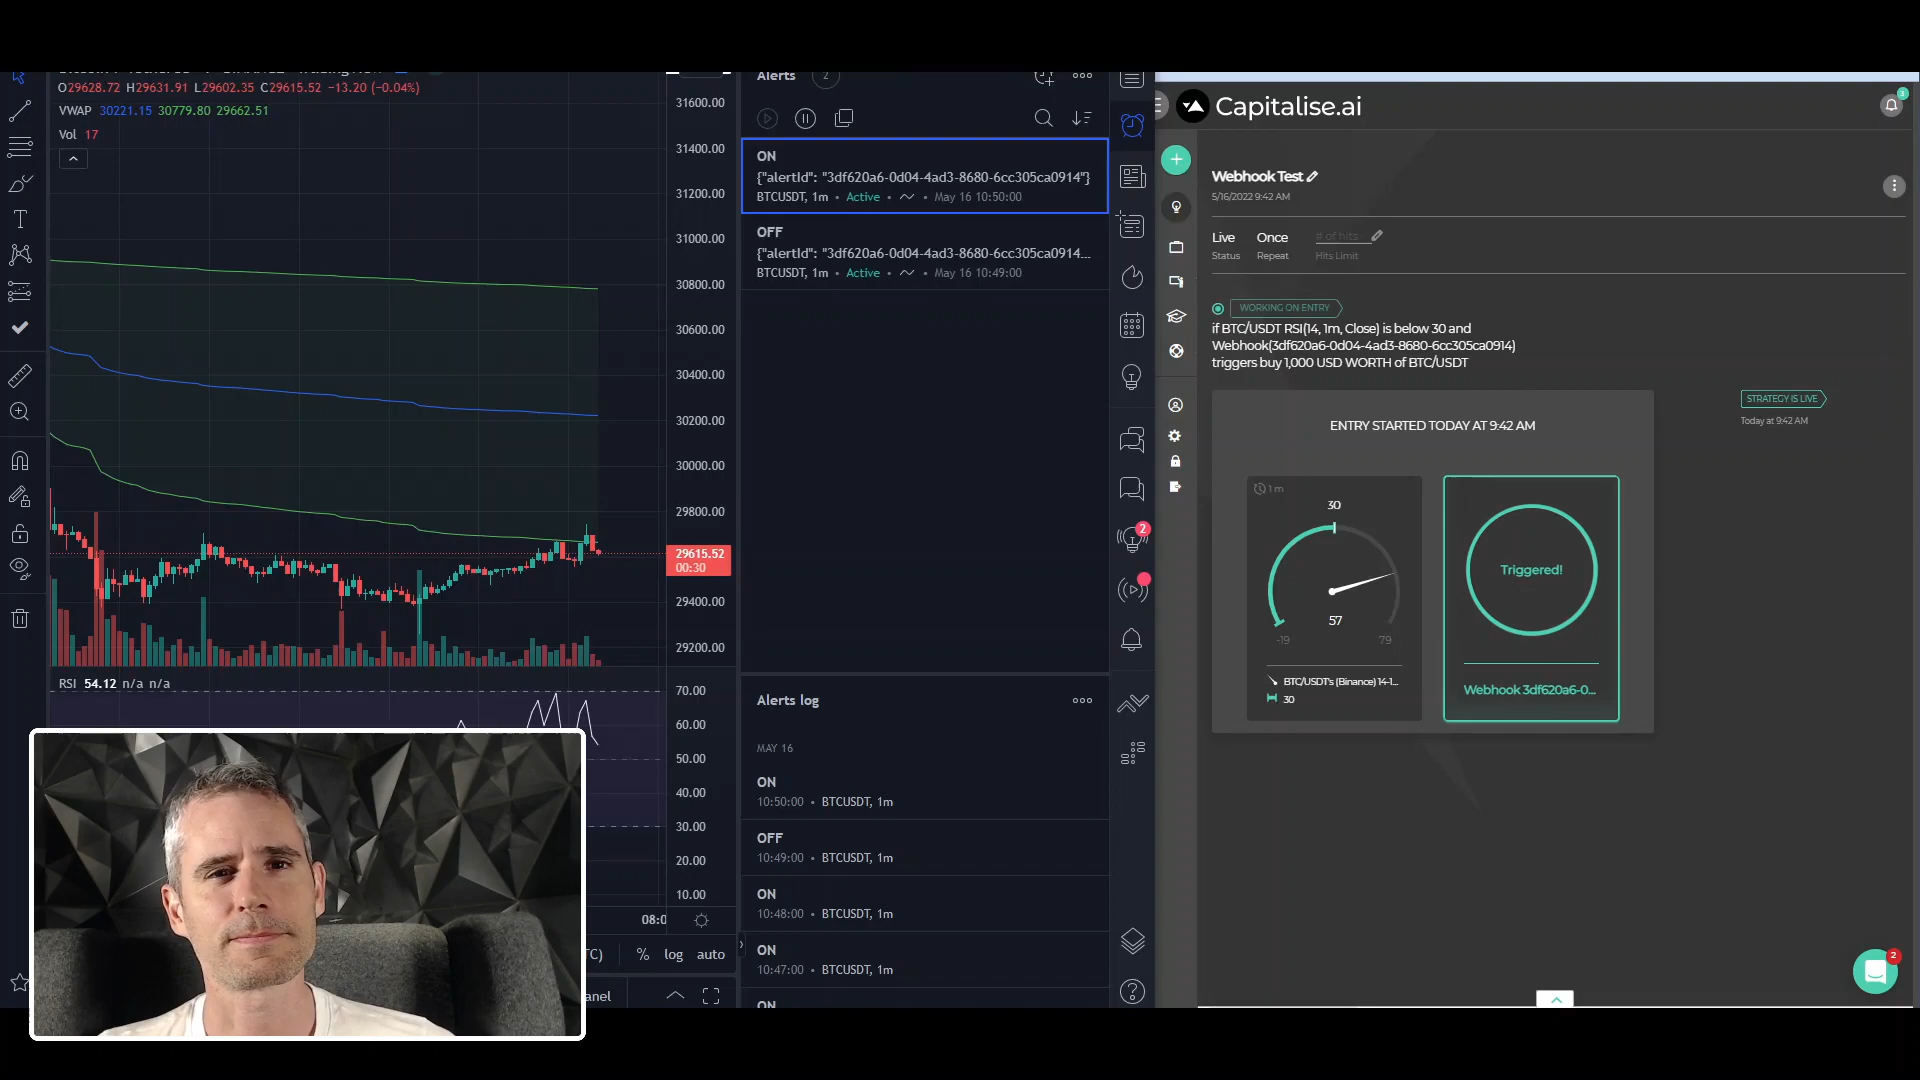 O29628.72 H29631.91 L29602.35 C29615.52 −13.20 (−0.04%)
VWAP 30221.15 30779.80 29662.51
Vol 17
31600.00
31400.00
31200.00
31000.00
30800.00
30600.00
30400.00
30200.00
30000.00
29800.00
29615.52
00:30
29400.00
29200.00
RSI 54.12 n/a n/a
70.00
60.00
50.00
40.00
30.00
20.00
10.00
08:0
% log auto
anel
Alerts 2
ON
{"alertId": "3df620a6-0d04-4ad3-8680-6cc305ca0914"}
BTCUSDT, 1m • Active • • May 16 10:50:00
OFF
{"alertId": "3df620a6-0d04-4ad3-8680-6cc305ca0914...
BTCUSDT, 1m • Active • • May 16 10:49:00
Alerts log
MAY 16
ON
10:50:00 • BTCUSDT, 1m
OFF
10:49:00 • BTCUSDT, 1m
ON
10:48:00 • BTCUSDT, 1m
ON
10:47:00 • BTCUSDT, 1m
ON
2
Capitalise.ai
3
Webhook Test
5/16/2022 9:42 AM
Live Once # of hits
Status Repeat Hits Limit
WORKING ON ENTRY
if BTC/USDT RSI(14, 1m, Close) is below 30 and
Webhook(3df620a6-0d04-4ad3-8680-6cc305ca0914)
triggers buy 1,000 USD WORTH of BTC/USDT
STRATEGY IS LIVE
Today at 9:42 AM
ENTRY STARTED TODAY AT 9:42 AM
1 m
30
57
-19 79
BTC/USDT's (Binance) 14-1...
30
Triggered!
Webhook 3df620a6-0...
2